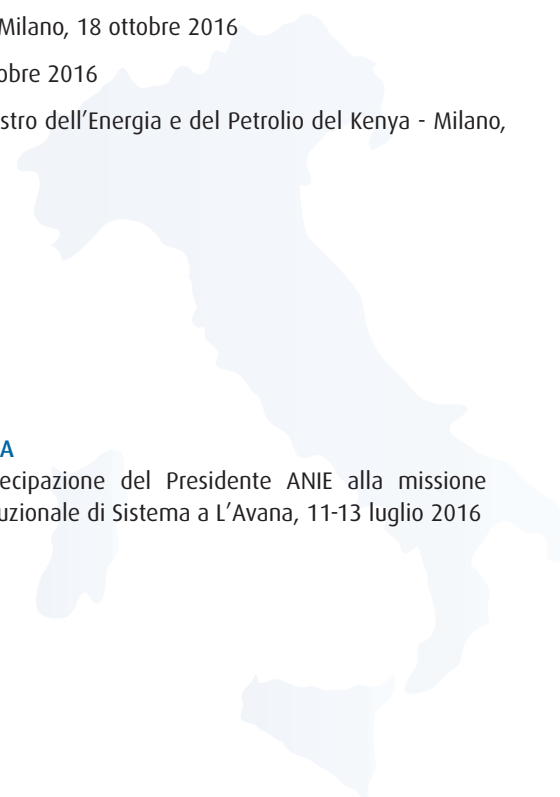 Milano, 18 ottobre 2016
obre 2016
stro dell'Energia e del Petrolio del Kenya - Milano,
A
ecipazione del Presidente ANIE alla missione
uzionale di Sistema a L'Avana, 11-13 luglio 2016